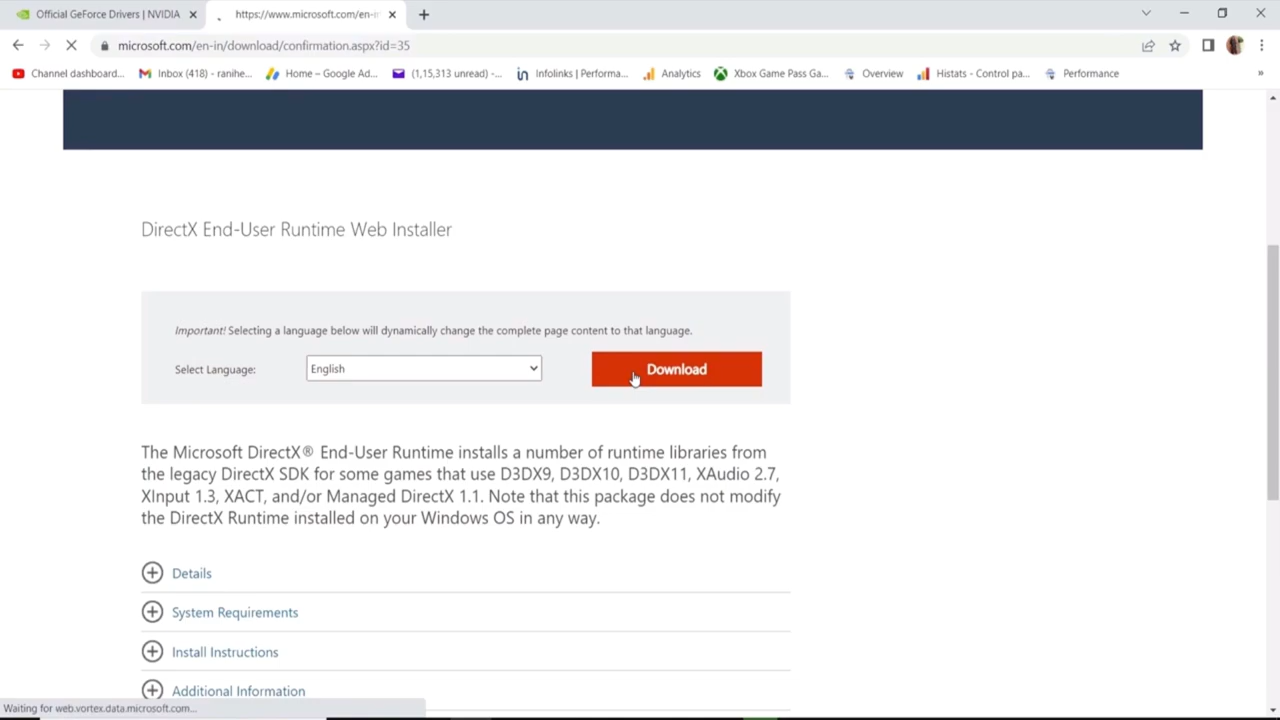 Official GeForce Drivers | NVIDIA
https://www.microsoft.com/en-i
microsoft.com/en-in/download/confirmation.aspx?id=35
Channel dashboard...
Inbox (418) - ranihe...
Home – Google Ad...
(1,15,313 unread) -...
Infolinks | Performa...
Analytics
Xbox Game Pass Ga...
Overview
Histats - Control pa...
Performance
»
DirectX End-User Runtime Web Installer
Important! Selecting a language below will dynamically change the complete page content to that language.
Select Language:
English
Download
The Microsoft DirectX® End-User Runtime installs a number of runtime libraries from
the legacy DirectX SDK for some games that use D3DX9, D3DX10, D3DX11, XAudio 2.7,
XInput 1.3, XACT, and/or Managed DirectX 1.1. Note that this package does not modify
the DirectX Runtime installed on your Windows OS in any way.
Details
System Requirements
Install Instructions
Additional Information
Waiting for web.vortex.data.microsoft.com...